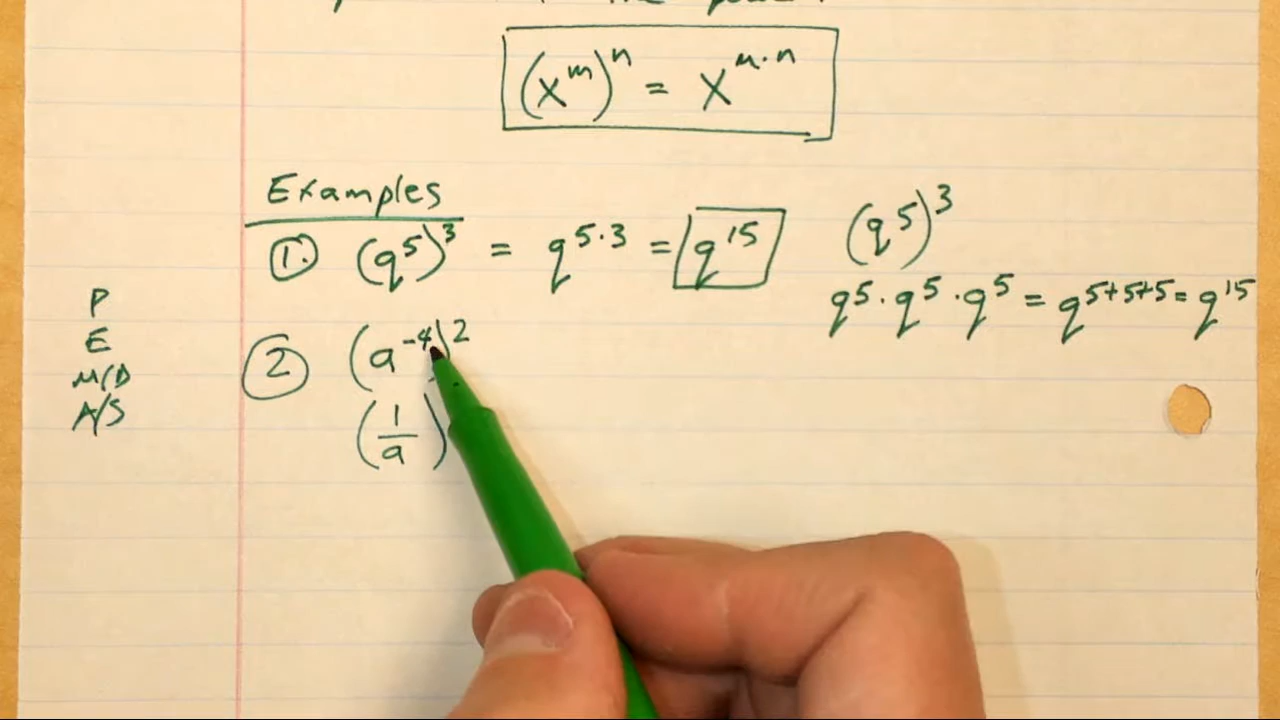 (x^m)^n = x^{m·n}
Examples
1. (q^5)^3 = q^{5·3} = q^{15}
(q^5)^3
q^5 · q^5 · q^5 = q^{5+5+5} = q^{15}
P
E
M/D
A/S
2 (a^{-4})^2
(1/a)